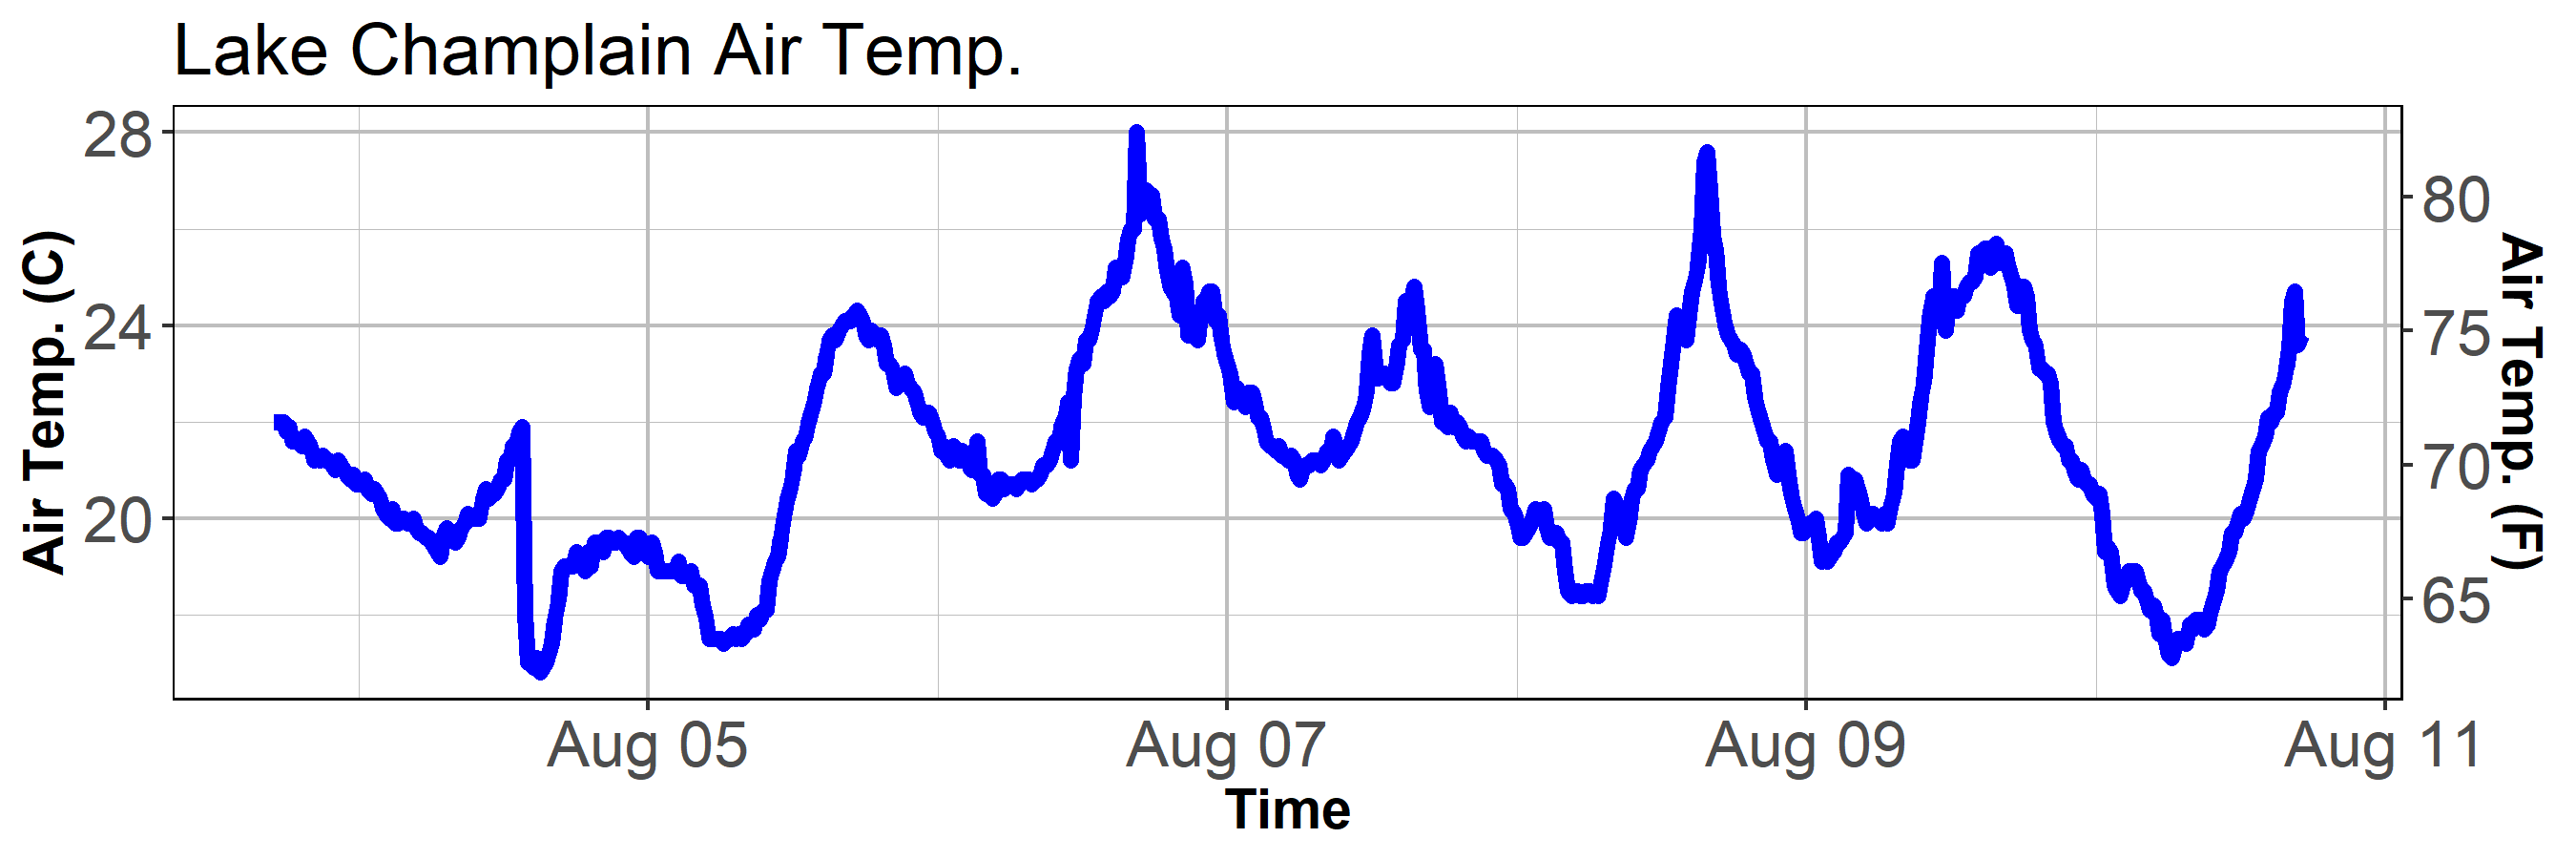 Lake Champlain Air Temp.
28
24
20
Air Temp. (C)
80
75
70
65
Air Temp. (F)
Aug 05 Aug 07 Aug 09 Aug 11
Time